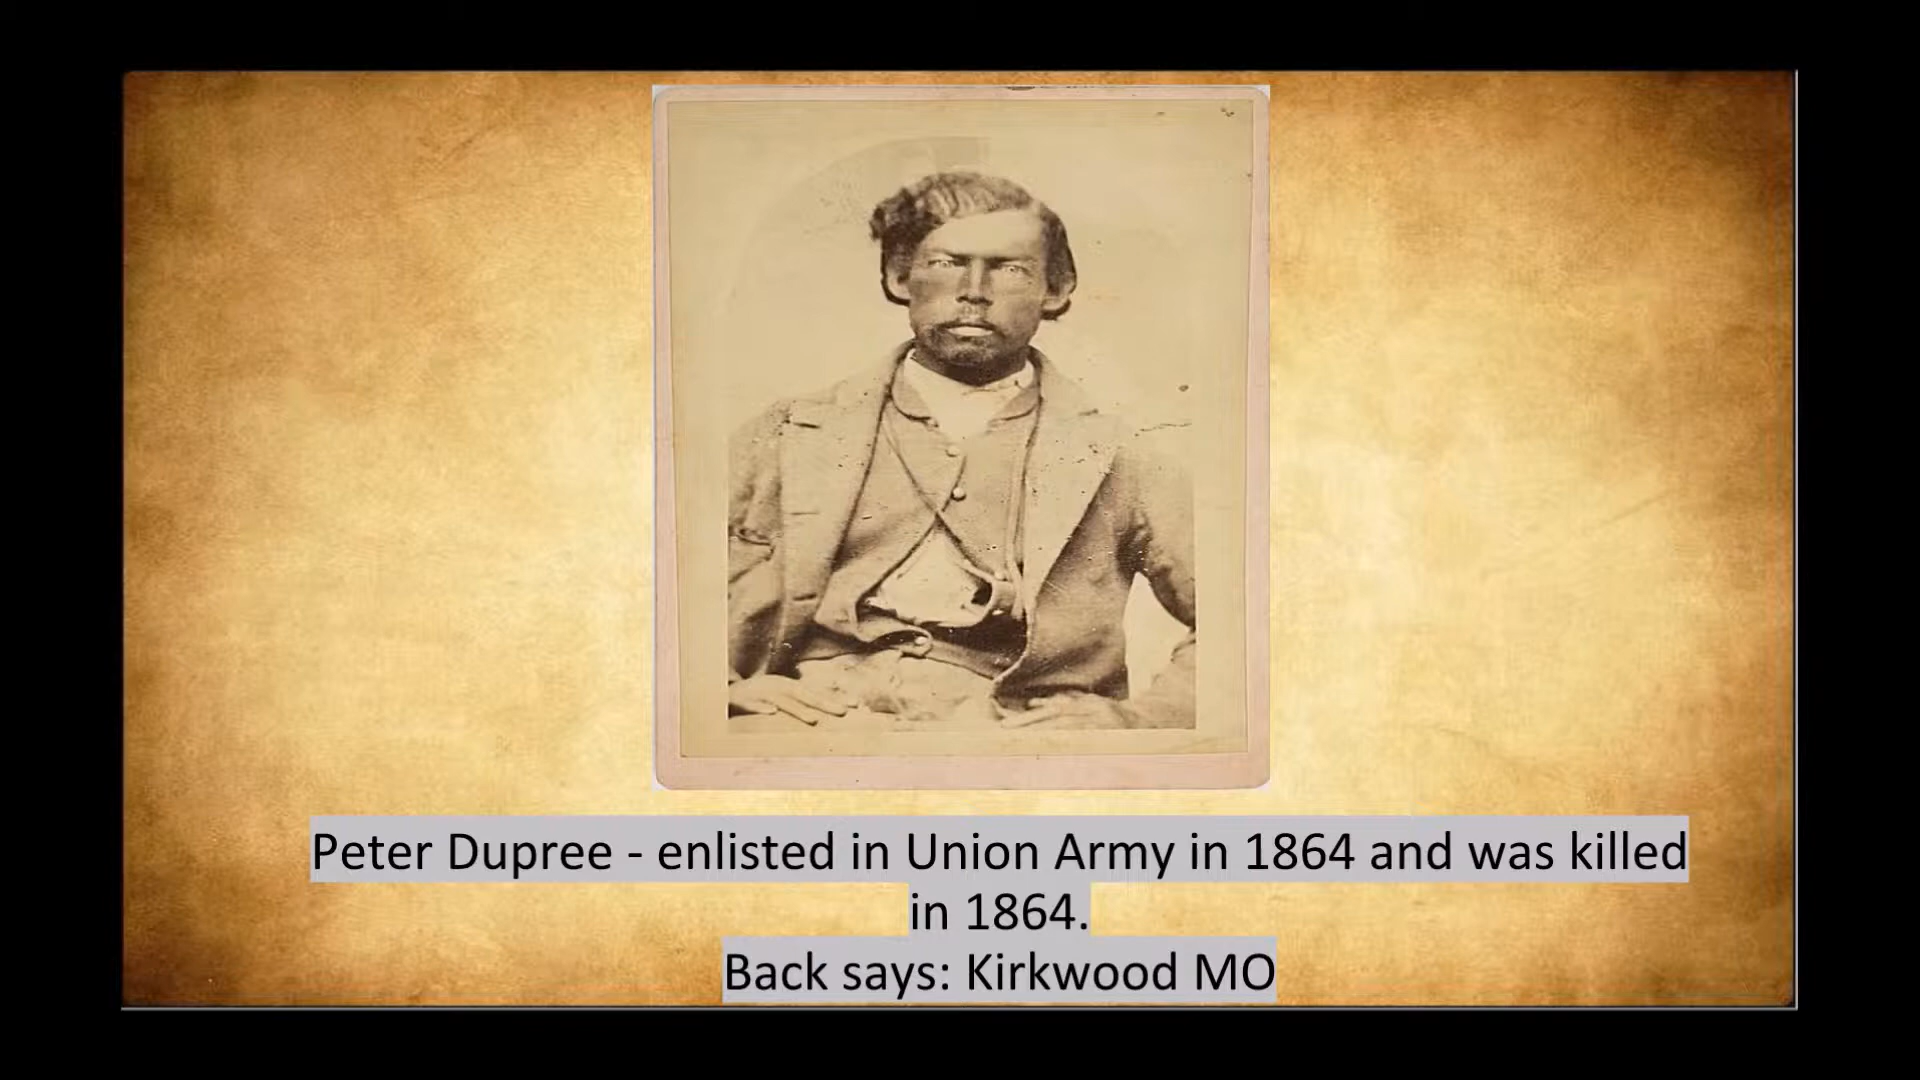 Peter Dupree - enlisted in Union Army in 1864 and was killed
in 1864.
Back says: Kirkwood MO